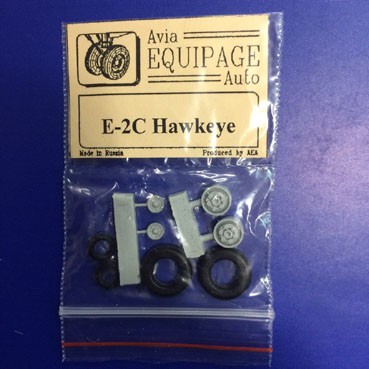 Avia
EQUIPAGE
Auto
E-2C Hawkeye
Made in Russia
Produced by AEA